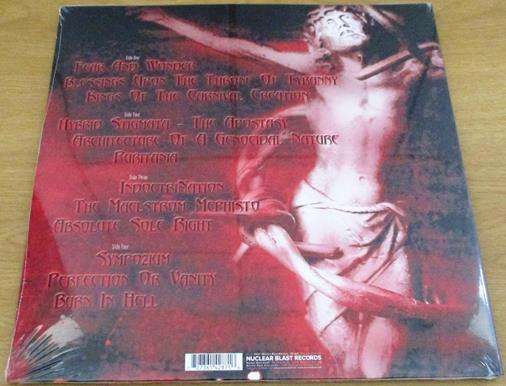 Side One
Fear And Wonder
Blessings Upon The Throne Of Tyranny
Kings Of The Carnival Creation
Side Two
Hybrid Stigmata - The Apostasy
Architecture Of A Genocidal Nature
Puritania
Side Three
IndoctriNation
The Maelstrom Mephisto
Absolute Sole Right
Side Four
Sympozium
Perfection Or Vanity
Burn In Hell
NUCLEAR BLAST RECORDS